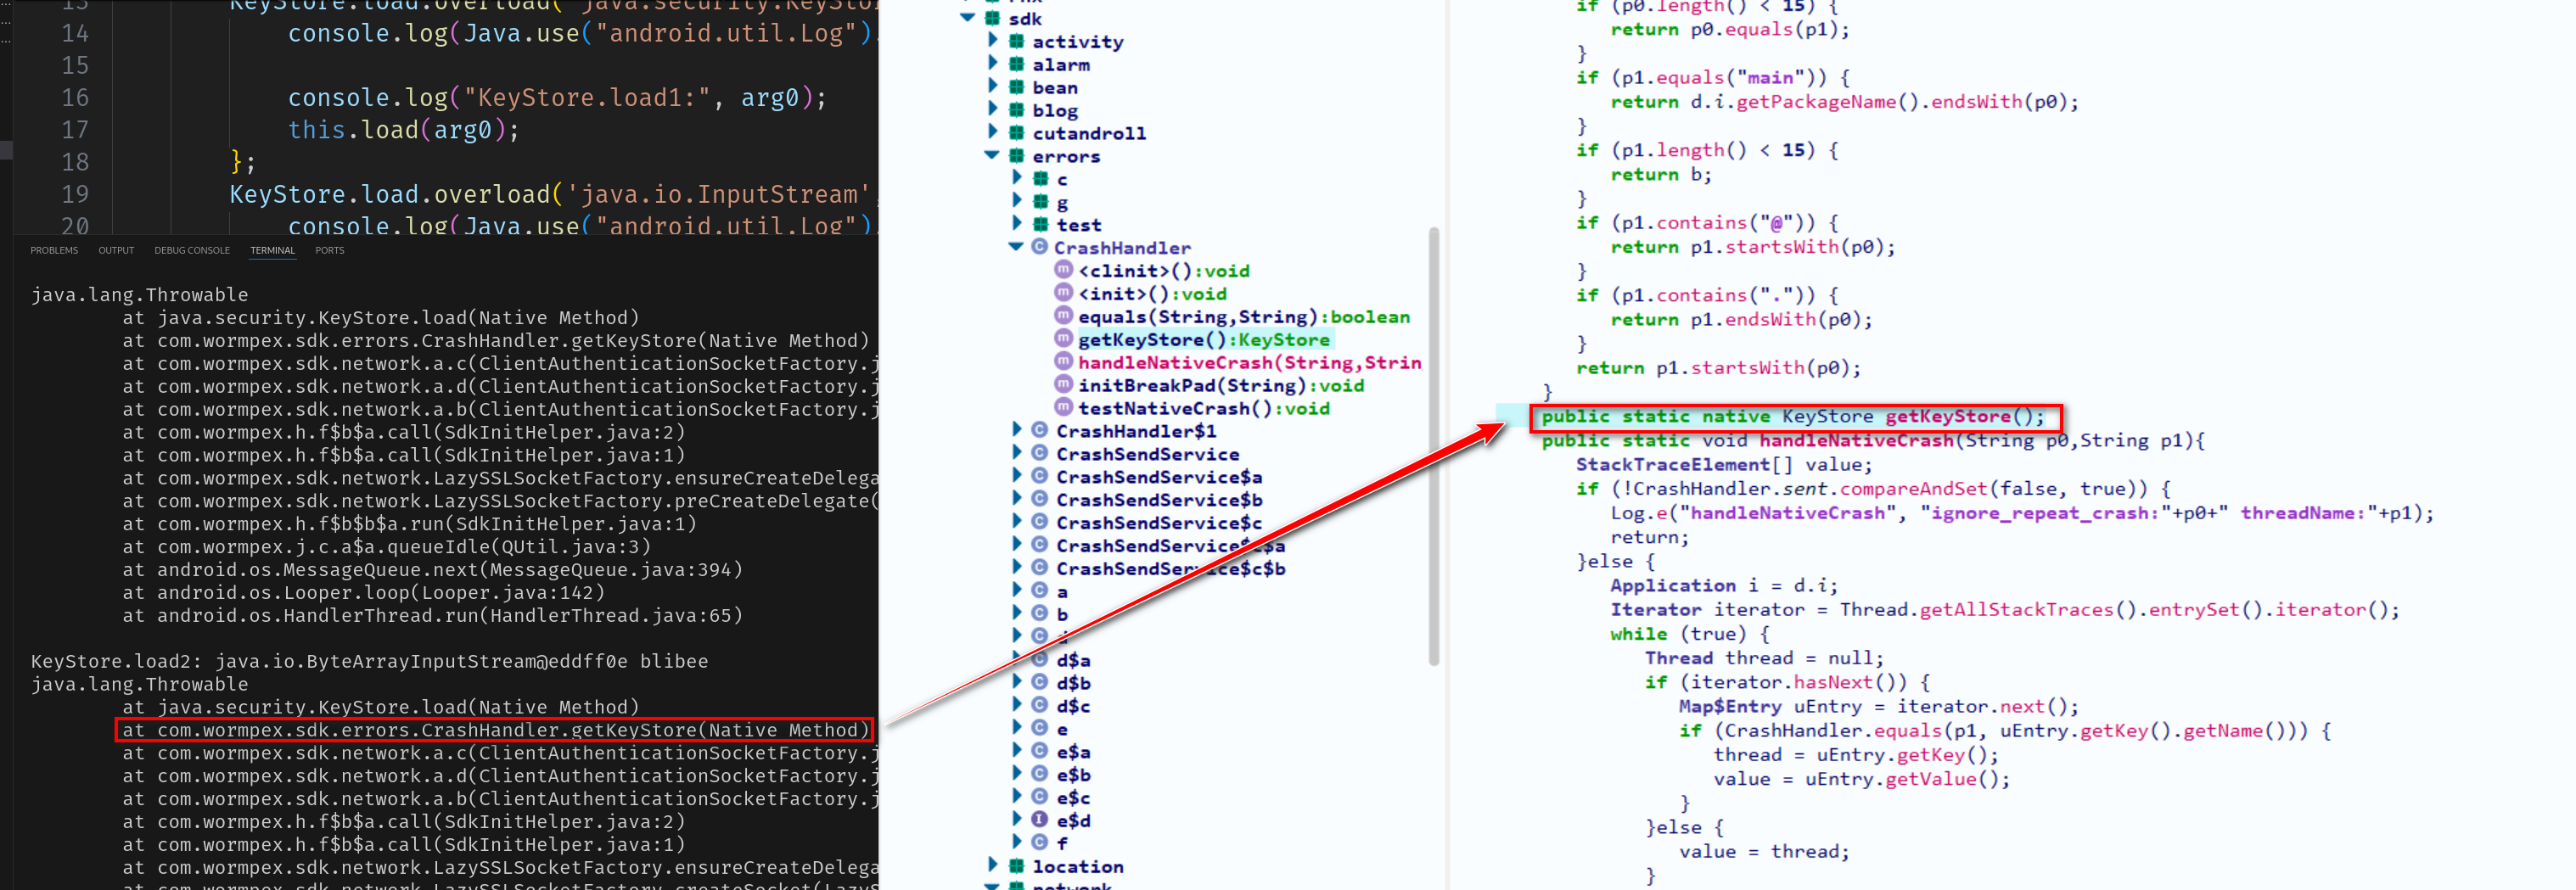 13 KeyStore.load.overload('java.security.KeySto
14 console.log(Java.use("android.util.Log")
15
16 console.log("KeyStore.load1:", arg0);
17 this.load(arg0);
18 };
19 KeyStore.load.overload('java.io.InputStream'
20 console.log(Java.use("android.util.Log")
PROBLEMS OUTPUT DEBUG CONSOLE TERMINAL PORTS
java.lang.Throwable
at java.security.KeyStore.load(Native Method)
at com.wormpex.sdk.errors.CrashHandler.getKeyStore(Native Method)
at com.wormpex.sdk.network.a.c(ClientAuthenticationSocketFactory.j
at com.wormpex.sdk.network.a.d(ClientAuthenticationSocketFactory.j
at com.wormpex.sdk.network.a.b(ClientAuthenticationSocketFactory.j
at com.wormpex.h.f$b$a.call(SdkInitHelper.java:2)
at com.wormpex.h.f$b$a.call(SdkInitHelper.java:1)
at com.wormpex.sdk.network.LazySSLSocketFactory.ensureCreateDelega
at com.wormpex.sdk.network.LazySSLSocketFactory.preCreateDelegate(
at com.wormpex.h.f$b$b$a.run(SdkInitHelper.java:1)
at com.wormpex.j.c.a$a.queueIdle(QUtil.java:3)
at android.os.MessageQueue.next(MessageQueue.java:394)
at android.os.Looper.loop(Looper.java:142)
at android.os.HandlerThread.run(HandlerThread.java:65)
KeyStore.load2: java.io.ByteArrayInputStream@eddff0e blibee
java.lang.Throwable
at java.security.KeyStore.load(Native Method)
at com.wormpex.sdk.errors.CrashHandler.getKeyStore(Native Method)
at com.wormpex.sdk.network.a.c(ClientAuthenticationSocketFactory.j
at com.wormpex.sdk.network.a.d(ClientAuthenticationSocketFactory.j
at com.wormpex.sdk.network.a.b(ClientAuthenticationSocketFactory.j
at com.wormpex.h.f$b$a.call(SdkInitHelper.java:2)
at com.wormpex.h.f$b$a.call(SdkInitHelper.java:1)
at com.wormpex.sdk.network.LazySSLSocketFactory.ensureCreateDelega
at com.wormpex.sdk.network.LazySSLSocketFactory.createSocket(LazyS
sdk
activity
alarm
bean
blog
cutandroll
errors
c
g
test
CrashHandler
<clinit>():void
<init>():void
equals(String,String):boolean
getKeyStore():KeyStore
handleNativeCrash(String,Strin
initBreakPad(String):void
testNativeCrash():void
CrashHandler$1
CrashSendService
CrashSendService$a
CrashSendService$b
CrashSendService$c
CrashSendService$c$a
CrashSendService$c$b
a
b
d
d$a
d$b
d$c
e
e$a
e$b
e$c
e$d
f
location
network
if (p0.length() < 15) {
return p0.equals(p1);
}
if (p1.equals("main")) {
return d.i.getPackageName().endsWith(p0);
}
if (p1.length() < 15) {
return b;
}
if (p1.contains("@")) {
return p1.startsWith(p0);
}
if (p1.contains(".")) {
return p1.endsWith(p0);
}
return p1.startsWith(p0);
}
public static native KeyStore getKeyStore();
public static void handleNativeCrash(String p0,String p1){
StackTraceElement[] value;
if (!CrashHandler.sent.compareAndSet(false, true)) {
Log.e("handleNativeCrash", "ignore_repeat_crash:"+p0+" threadName:"+p1);
return;
}else {
Application i = d.i;
Iterator iterator = Thread.getAllStackTraces().entrySet().iterator();
while (true) {
Thread thread = null;
if (iterator.hasNext()) {
Map$Entry uEntry = iterator.next();
if (CrashHandler.equals(p1, uEntry.getKey().getName())) {
thread = uEntry.getKey();
value = uEntry.getValue();
}
}else {
value = thread;
}